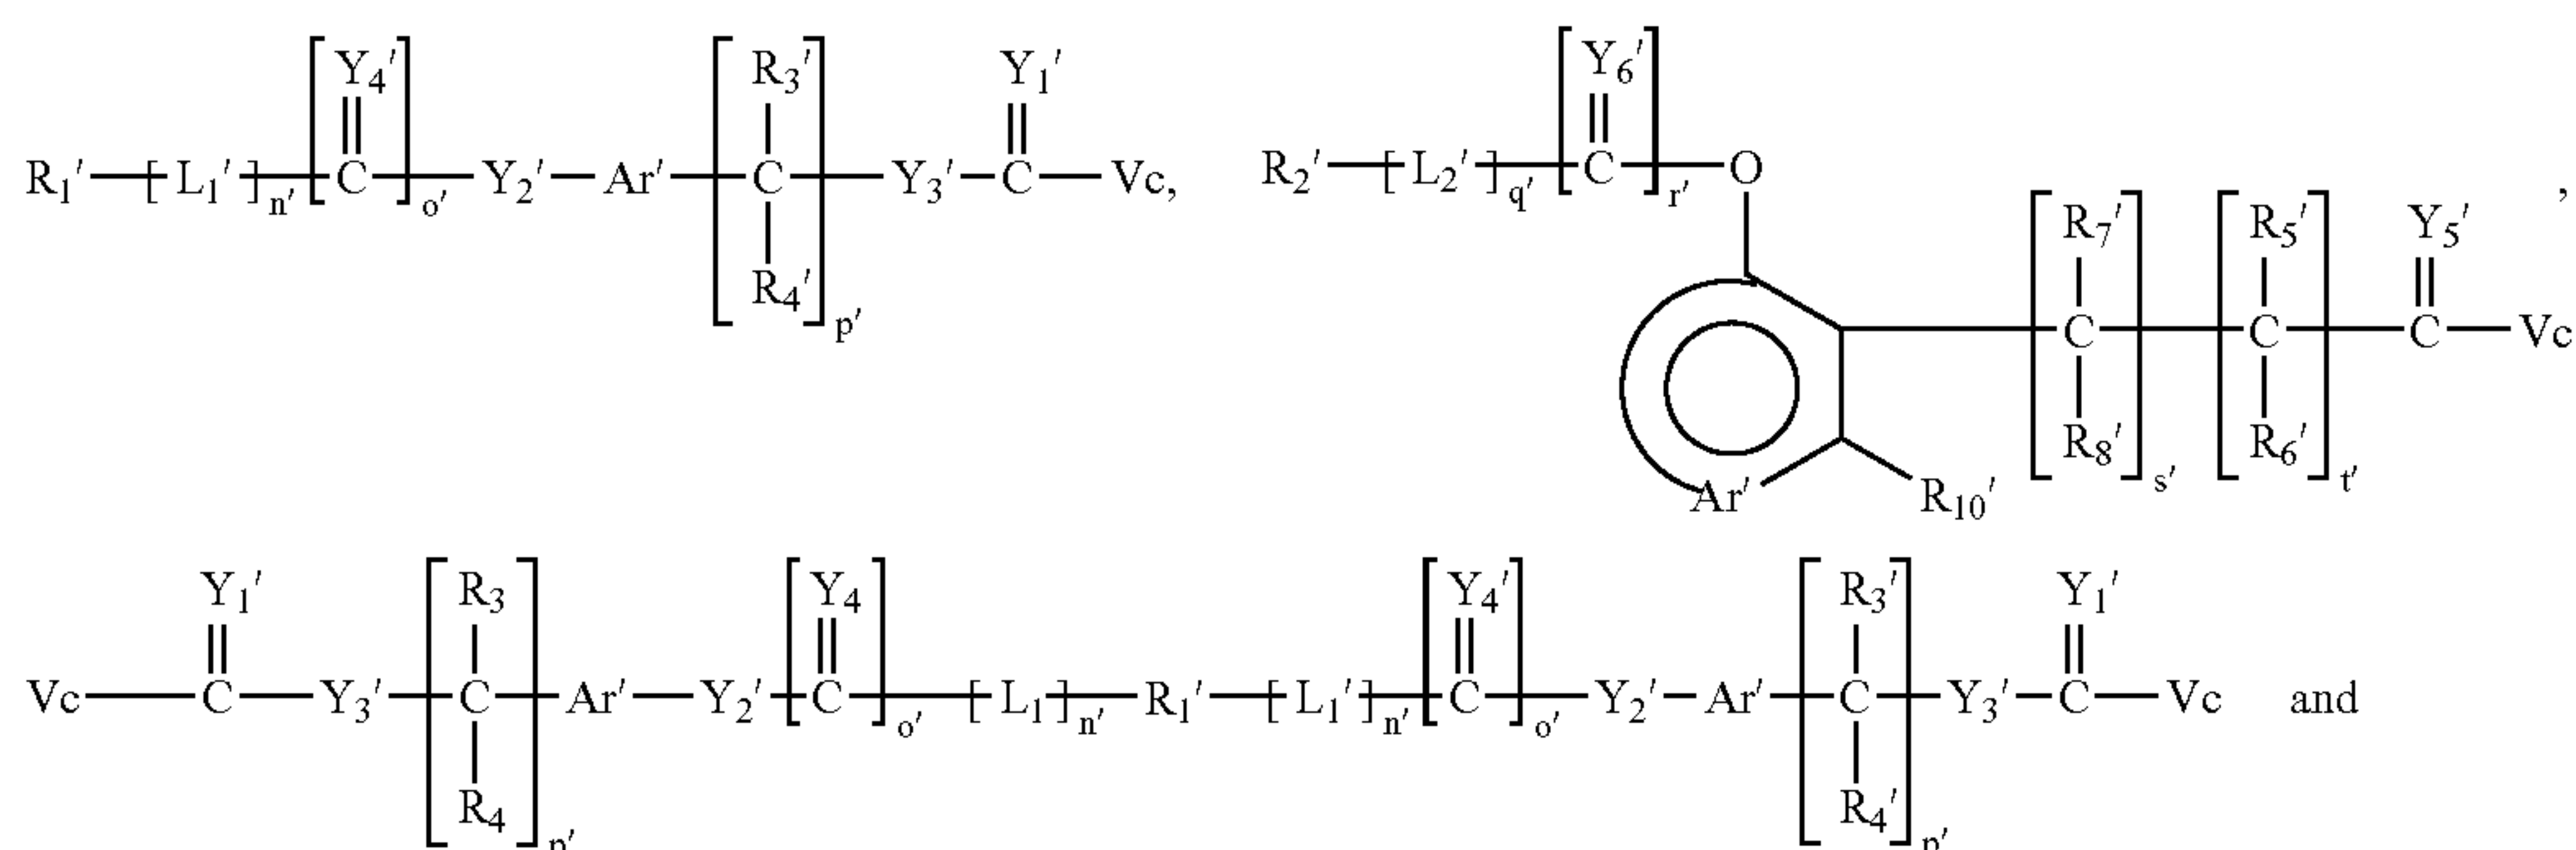 Y₄′ R₃′ Y₁′
R₁′ [ L₁′ ]n′ [ C ]o′ Y₂′ Ar′ [ C ]p′ Y₃′ C Vc,
R₄′
Y₆′
R₂′ [ L₂′ ]q′ [ C ]r′ O
R₇′ R₅′ Y₅′ ,
[ C ]s′ [ C ]t′ C Vc
R₈′ R₆′
Ar′ R₁₀′
Y₁′ R₃ Y₄ Y₄′ R₃′ Y₁′
Vc C Y₃′ [ C ]p′ Ar′ Y₂′ [ C ]o′ [ L₁ ]n′ R₁′ [ L₁′ ]n′ [ C ]o′ Y₂′ Ar′ [ C ]p′ Y₃′ C Vc and
R₄ R₄′